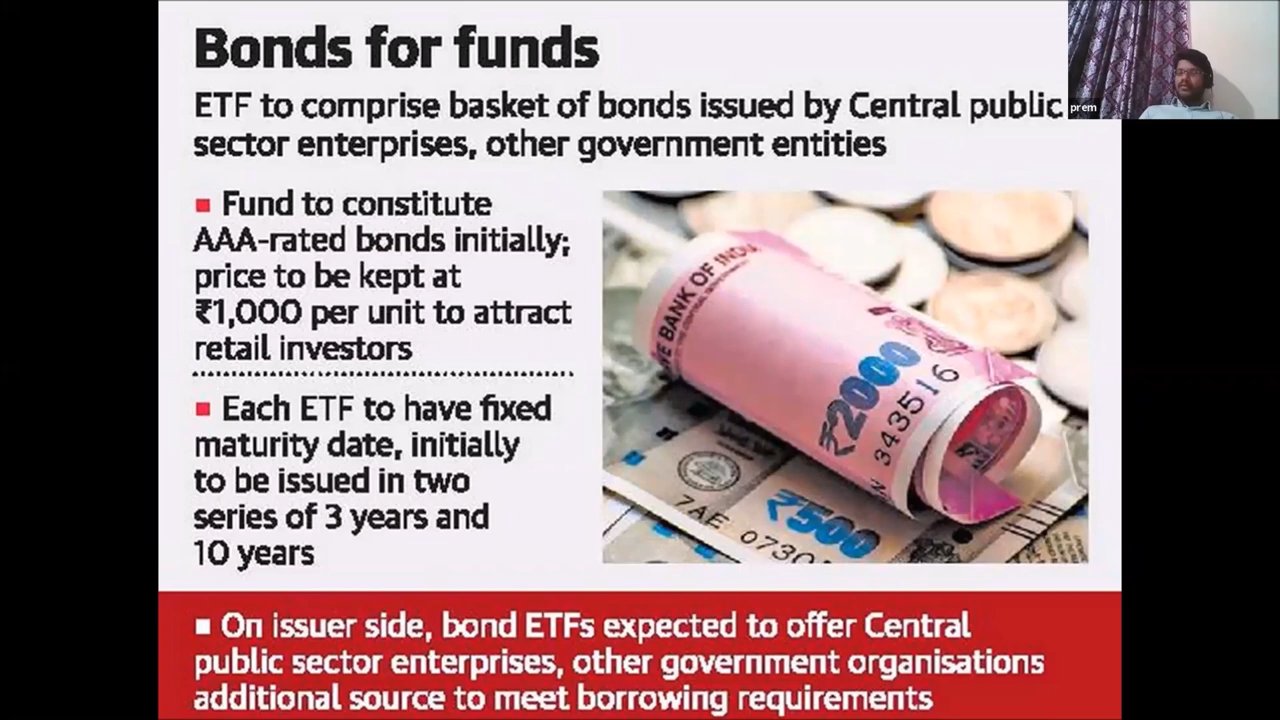 Bonds for funds
ETF to comprise basket of bonds issued by Central public
sector enterprises, other government entities
prem
■ Fund to constitute
AAA-rated bonds initially;
price to be kept at
₹1,000 per unit to attract
retail investors
■ Each ETF to have fixed
maturity date, initially
to be issued in two
series of 3 years and
10 years
BANK OF INDIA
₹2000
343516
7AE
₹500
■ On issuer side, bond ETFs expected to offer Central
public sector enterprises, other government organisations
additional source to meet borrowing requirements